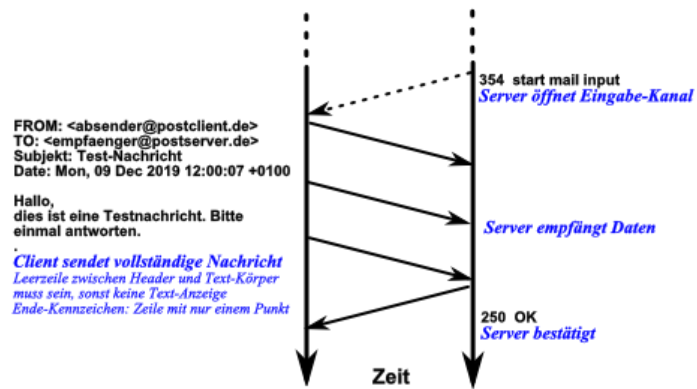 354 start mail input
Server öffnet Eingabe-Kanal
FROM: <absender@postclient.de>
TO: <empfaenger@postserver.de>
Subjekt: Test-Nachricht
Date: Mon, 09 Dec 2019 12:00:07 +0100
Hallo,
dies ist eine Testnachricht. Bitte
einmal antworten.
.
Client sendet vollständige Nachricht
Leerzeile zwischen Header und Text-Körper
muss sein, sonst keine Text-Anzeige
Ende-Kennzeichen: Zeile mit nur einem Punkt
Server empfängt Daten
250 OK
Server bestätigt
Zeit